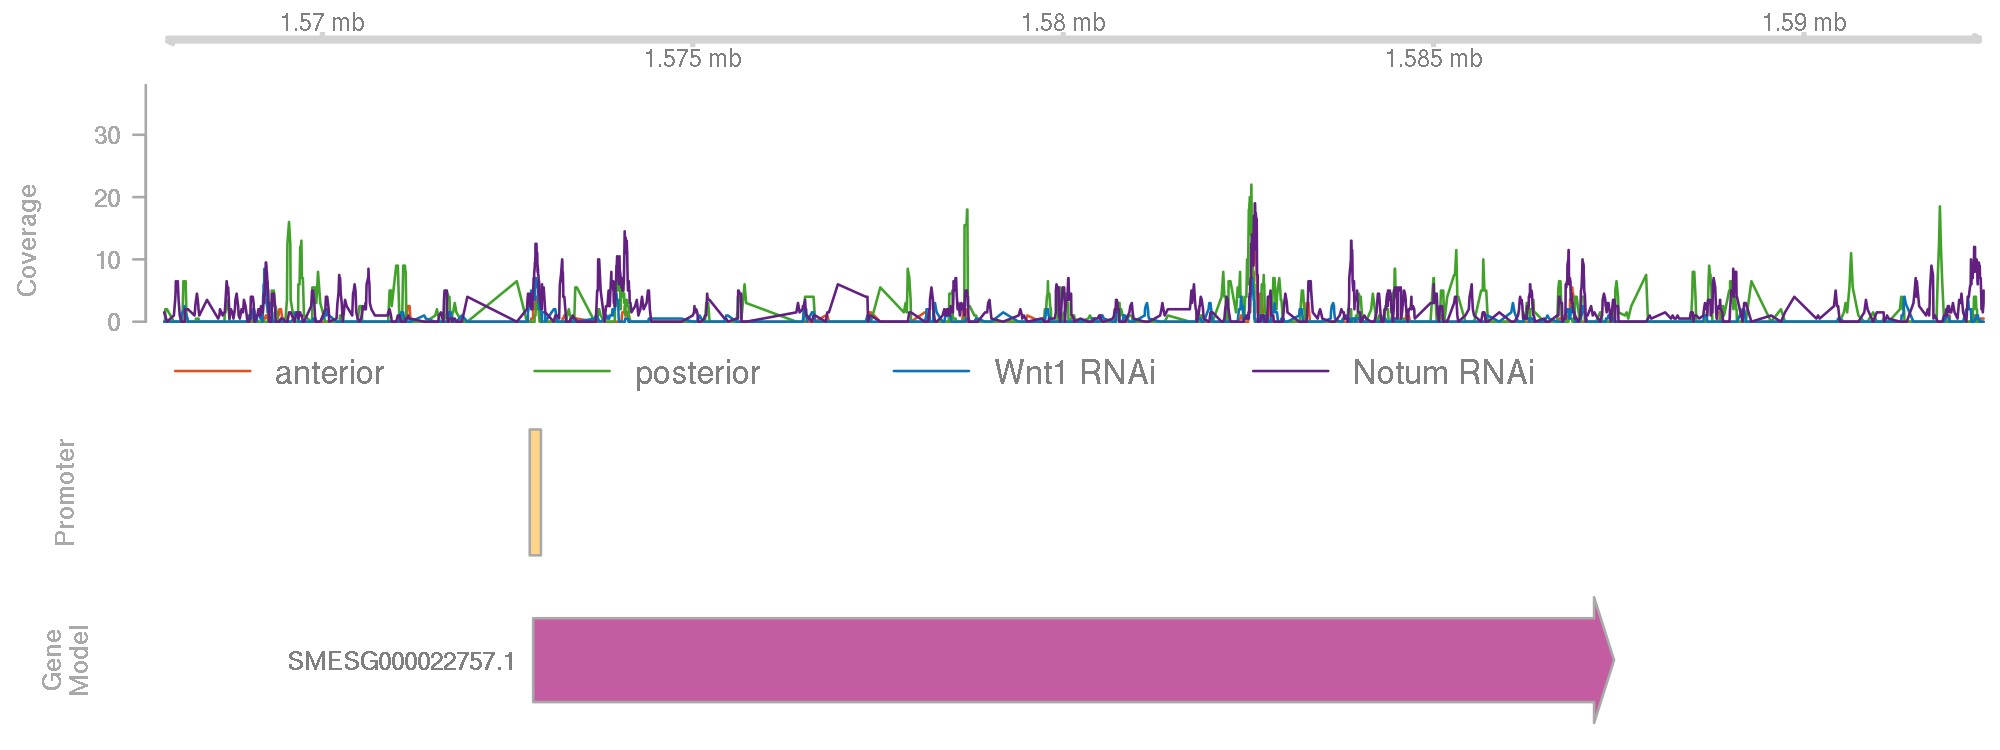 1.57 mb
1.58 mb
1.59 mb
1.575 mb
1.585 mb
Coverage
30
20
10
0
anterior
posterior
Wnt1 RNAi
Notum RNAi
Promoter
Gene
Model
SMESG000022757.1